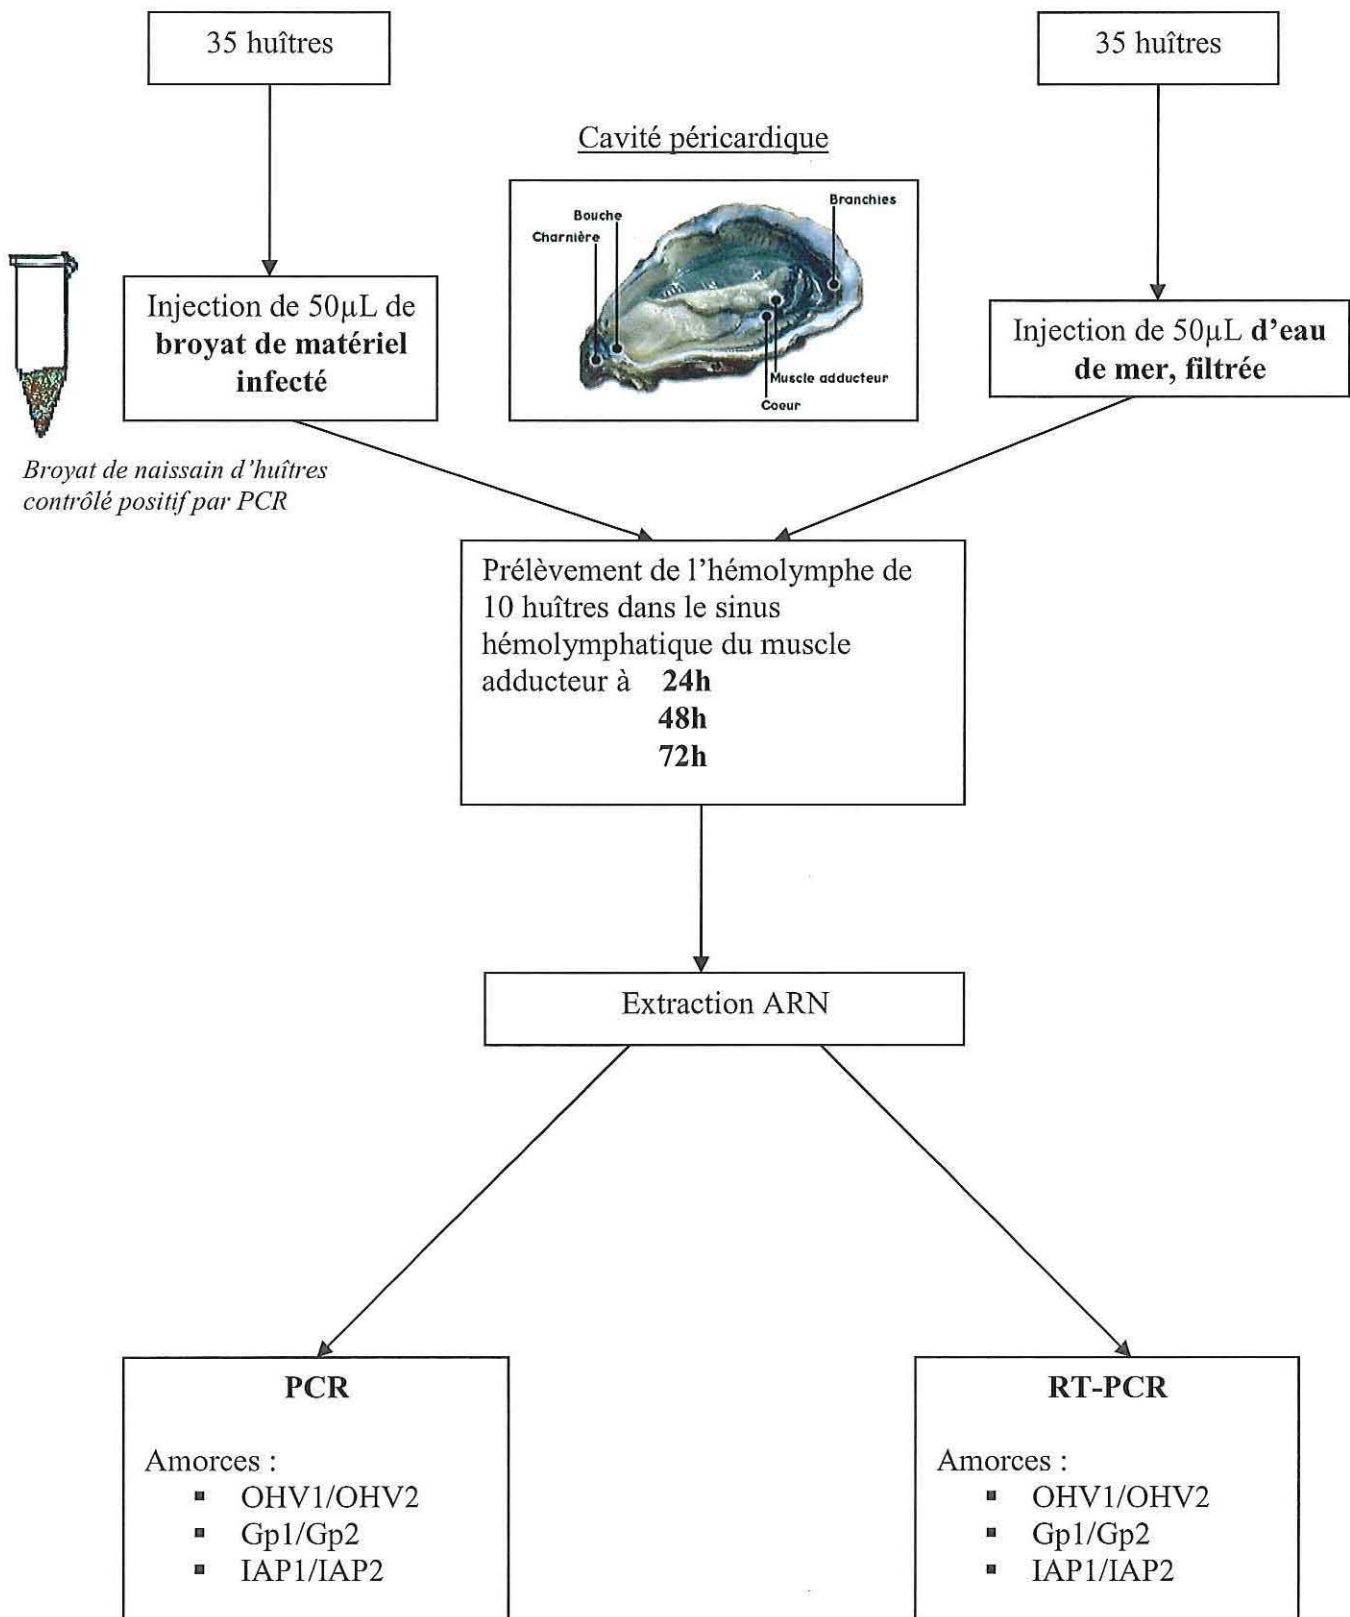 35 huîtres
35 huîtres
Cavité péricardique
Branchies
Bouche
Charnière
Muscle adducteur
Coeur
Injection de 50µL de
broyat de matériel
infecté
Injection de 50µL d'eau
de mer, filtrée
Broyat de naissain d'huîtres
contrôlé positif par PCR
Prélèvement de l'hémolymphe de
10 huîtres dans le sinus
hémolymphatique du muscle
adducteur à 24h
48h
72h
Extraction ARN
PCR
Amorces :
▪ OHV1/OHV2
▪ Gp1/Gp2
▪ IAP1/IAP2
RT-PCR
Amorces :
▪ OHV1/OHV2
▪ Gp1/Gp2
▪ IAP1/IAP2